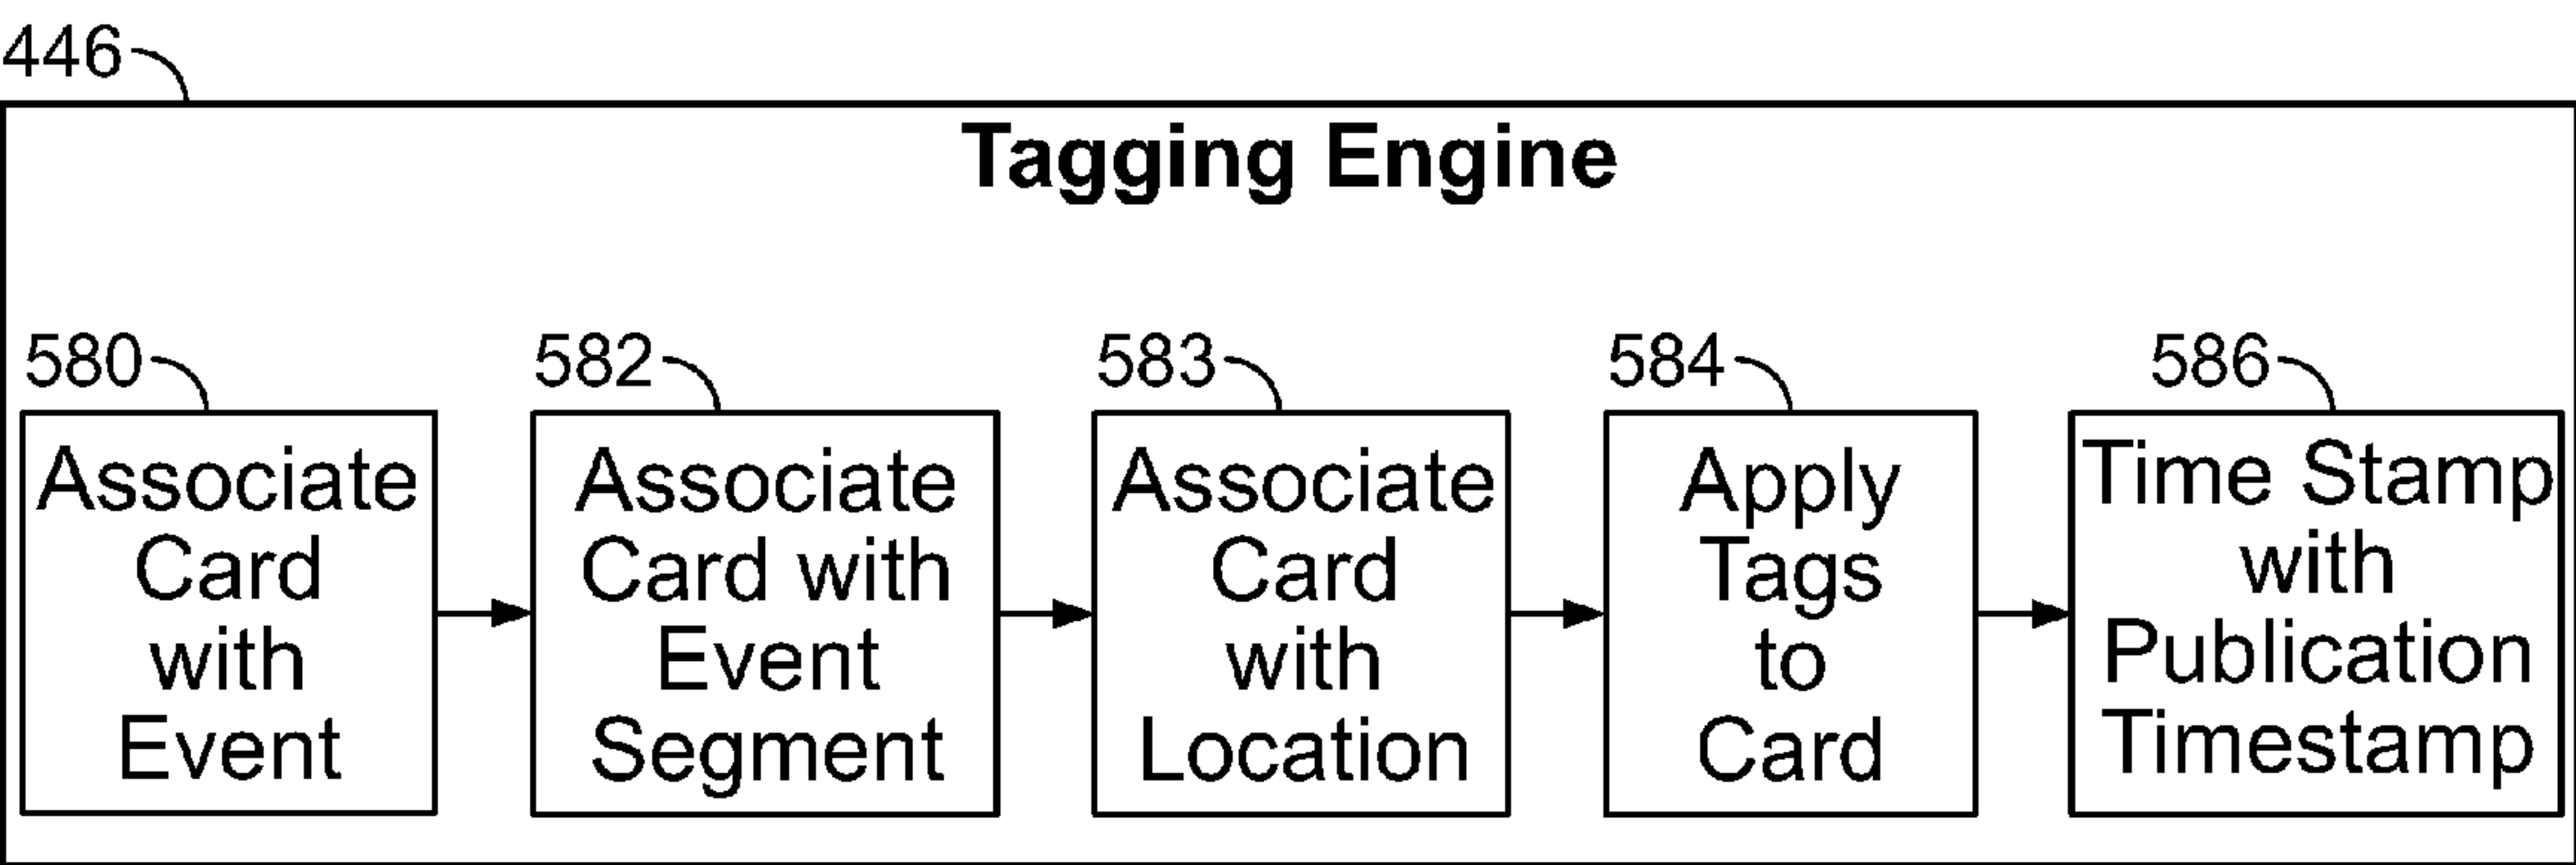 446
Tagging Engine
580
Associate
Card
with
Event
582
Associate
Card with
Event
Segment
583
Associate
Card
with
Location
584
Apply
Tags
to
Card
586
Time Stamp
with
Publication
Timestamp